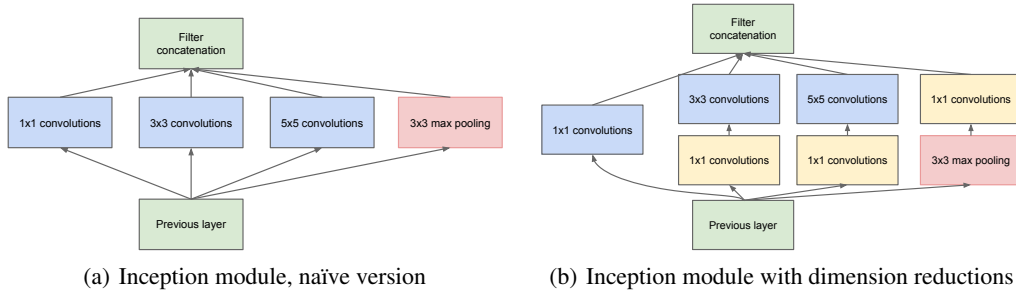 Filter
concatenation
1x1 convolutions
3x3 convolutions
5x5 convolutions
3x3 max pooling
Previous layer
(a) Inception module, naïve version
Filter
concatenation
3x3 convolutions
5x5 convolutions
1x1 convolutions
1x1 convolutions
1x1 convolutions
1x1 convolutions
3x3 max pooling
Previous layer
(b) Inception module with dimension reductions